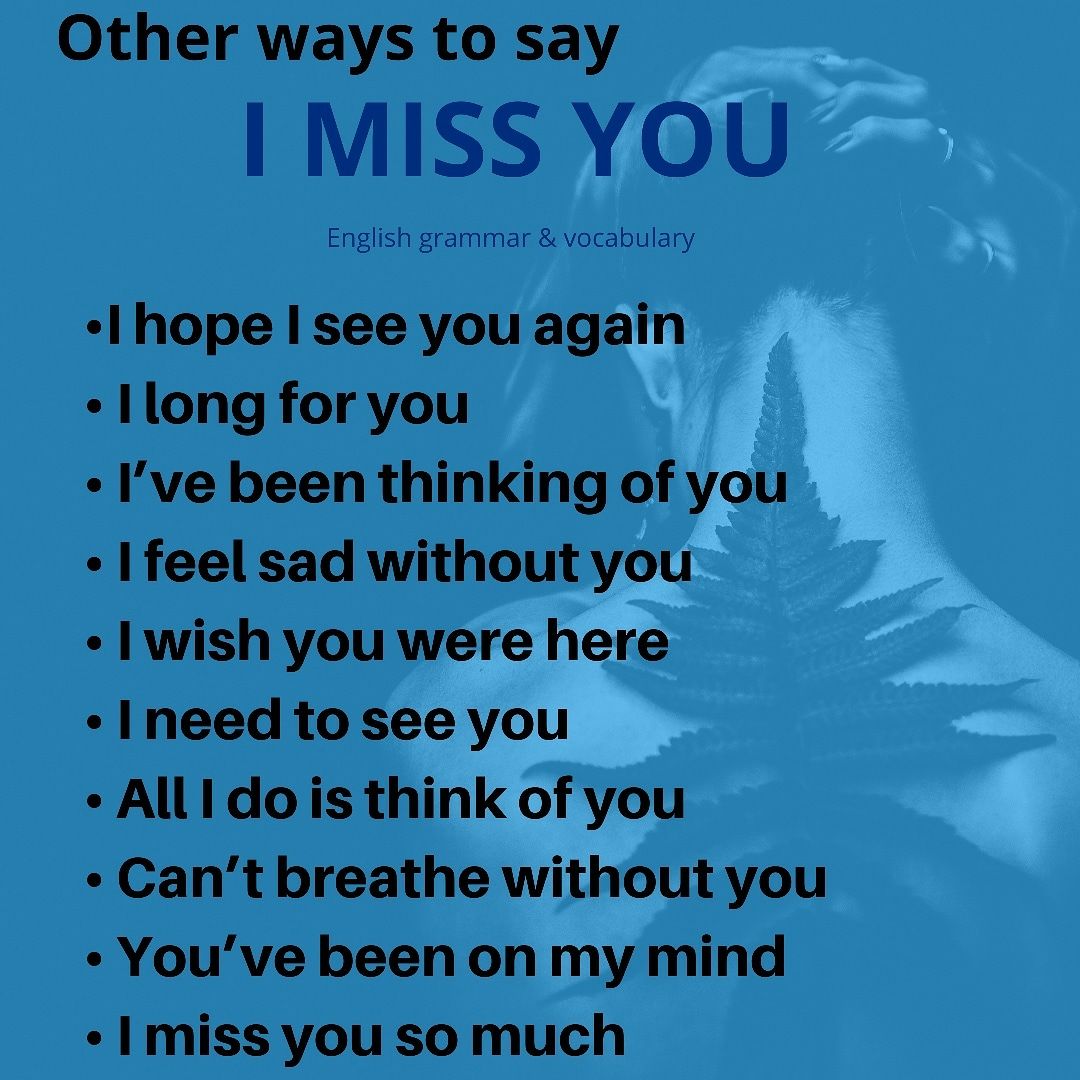 Other ways to say
I MISS YOU
English grammar & vocabulary
•I hope I see you again
• I long for you
• I’ve been thinking of you
• I feel sad without you
• I wish you were here
• I need to see you
• All I do is think of you
• Can’t breathe without you
• You’ve been on my mind
• I miss you so much